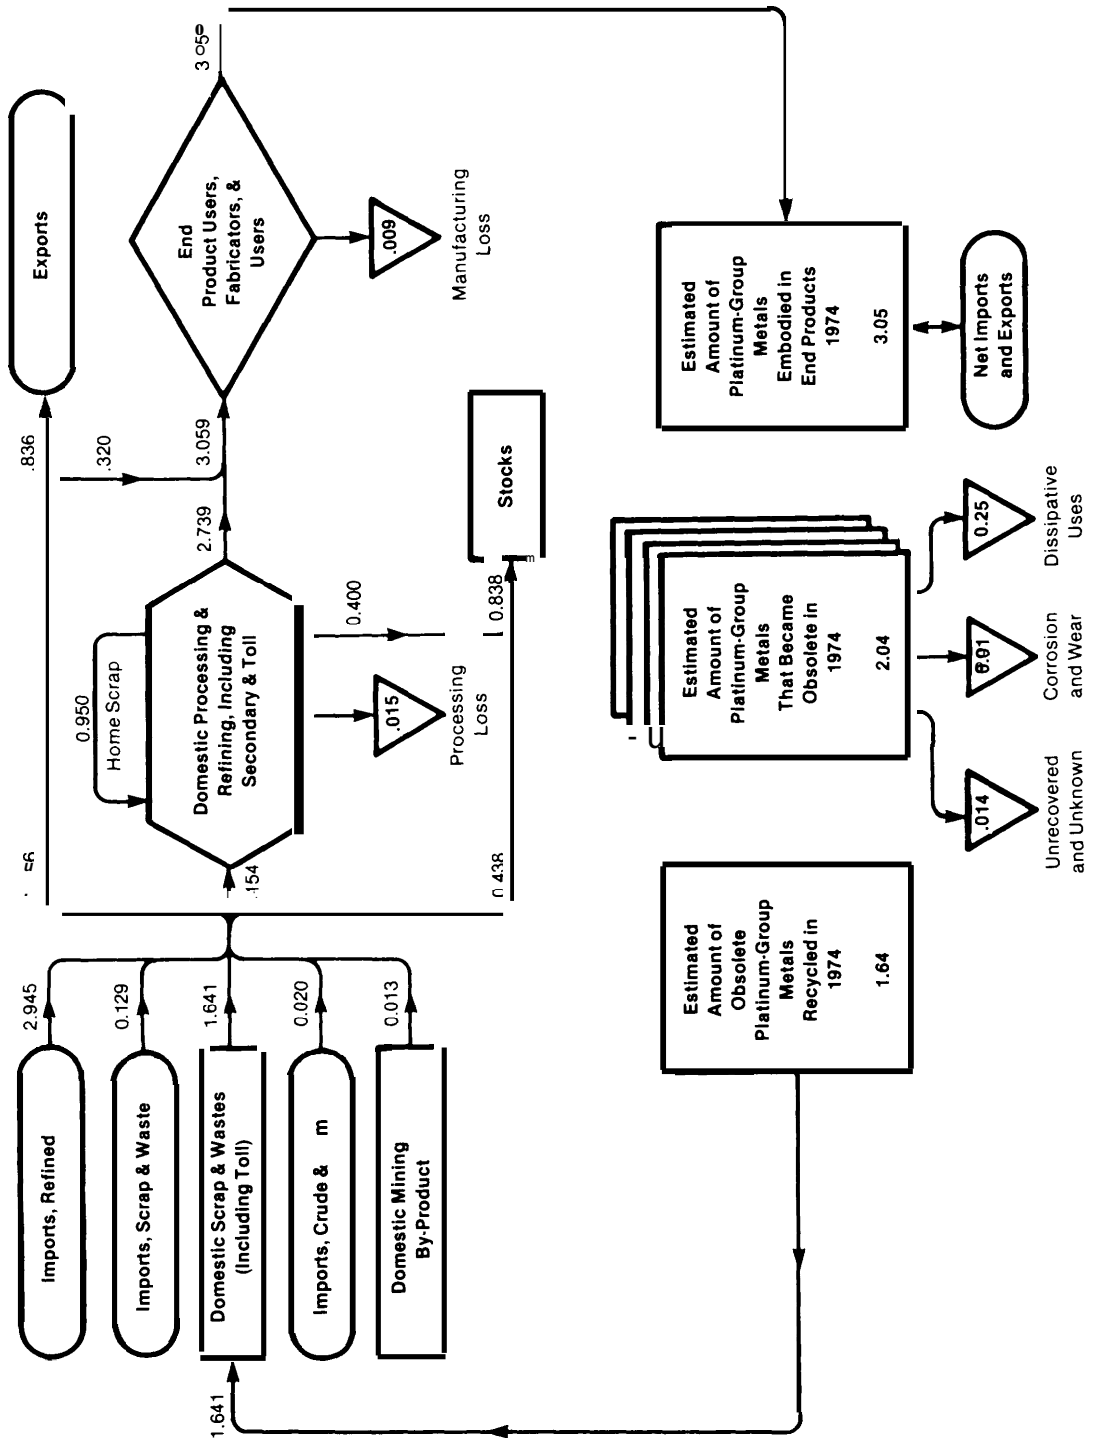 Imports, Refined
2.945
Imports, Scrap & Waste
0.129
Domestic Scrap & Wastes
(Including Toll)
1.641
1.641
Imports, Crude & m
0.020
Domestic Mining
By-Product
0.013
.154
0.438
0.950
Home Scrap
Domestic Processing &
Refining, Including
Secondary & Toll
.015
Processing
Loss
0.400
0.838
Stocks
2.739
.320
3.059
.836
Exports
End
Product Users,
Fabricators, &
Users
.009
Manufacturing
Loss
Estimated
Amount of
Obsolete
Platinum-Group
Metals
Recycled in
1974
1.64
Estimated
Amount of
Platinum-Group
Metals
That Became
Obsolete in
1974
2.04
.014
Unrecovered
and Unknown
Corrosion
and Wear
0.25
Dissipative
Uses
Estimated
Amount of
Platinum-Group
Metals
Embodied in
End Products
1974
3.05
Net Imports
and Exports